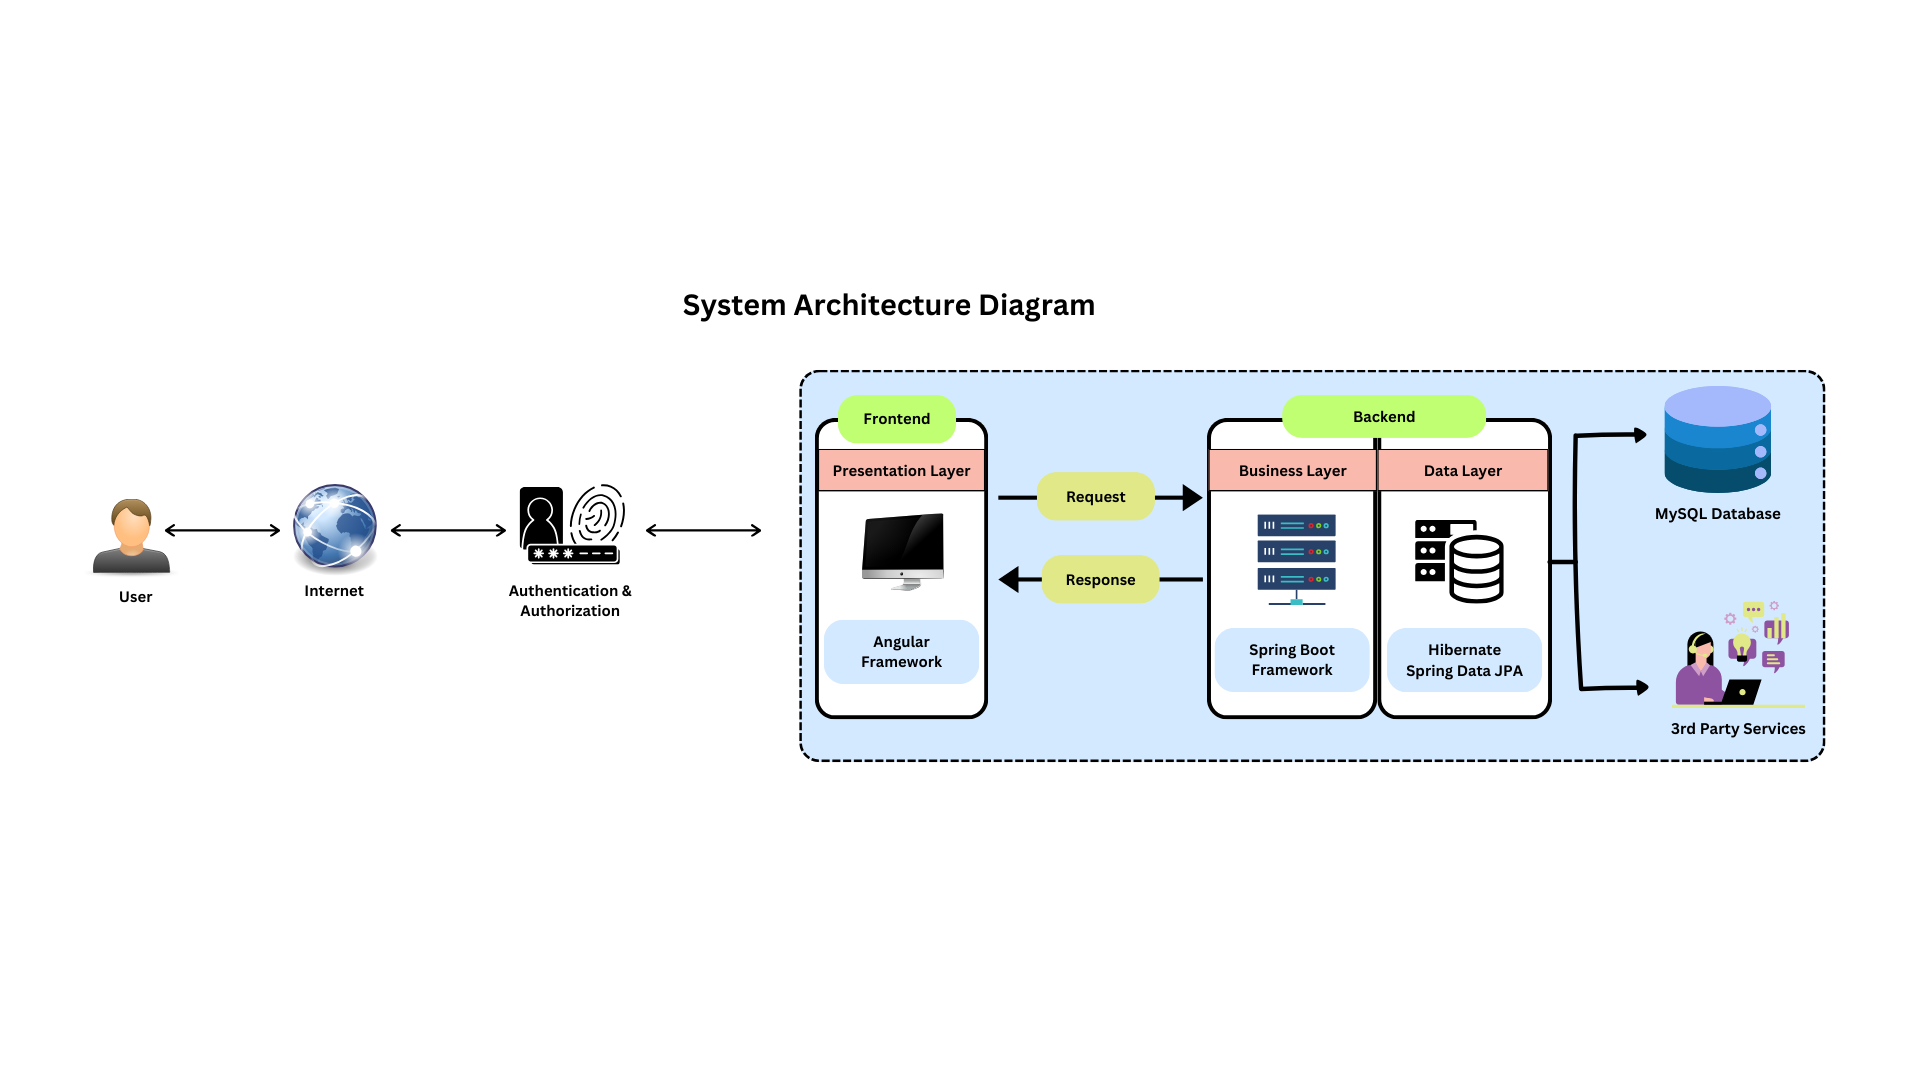 System Architecture Diagram
User
Internet
Authentication &
Authorization
Frontend
Presentation Layer
Angular
Framework
Request
Response
Backend
Business Layer
Spring Boot
Framework
Data Layer
Hibernate
Spring Data JPA
MySQL Database
3rd Party Services